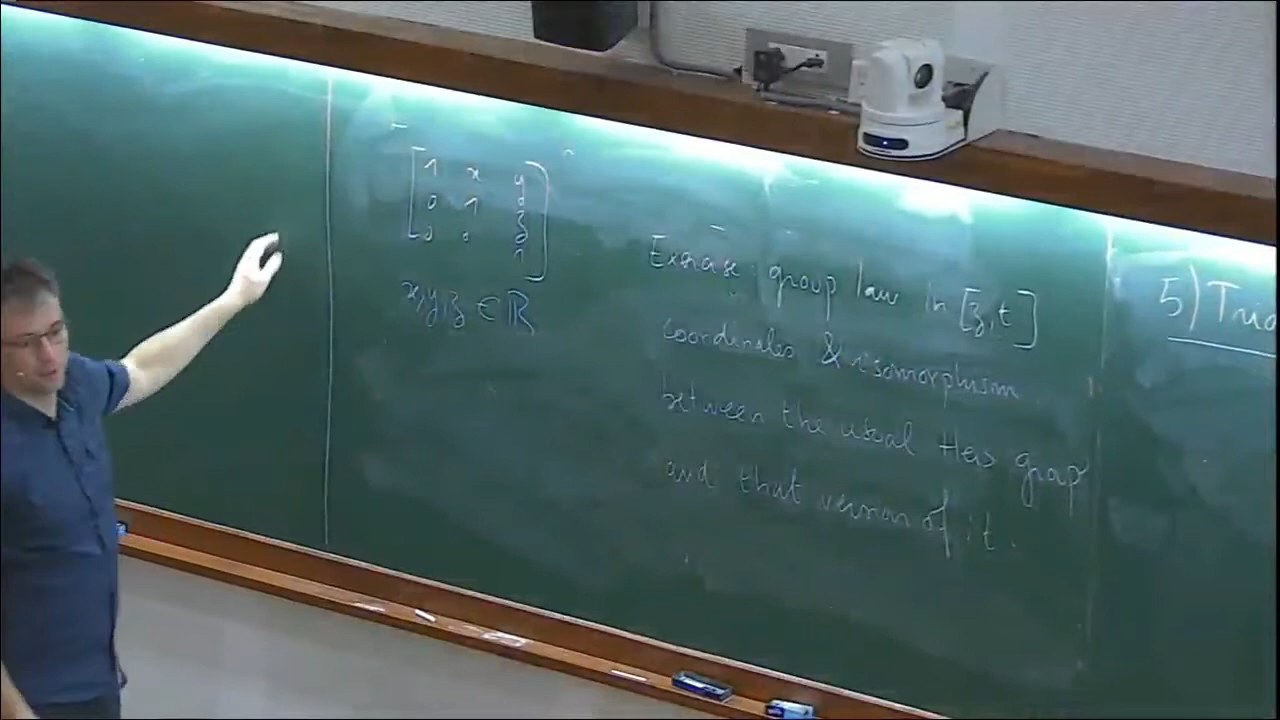 1 x y
0 1 z
0 0 1
x,y,z ∈ ℝ
Exercise : group law in [z,t]
coordinates & isomorphism
between the usual Heis group
and that version of it.
5) Tria